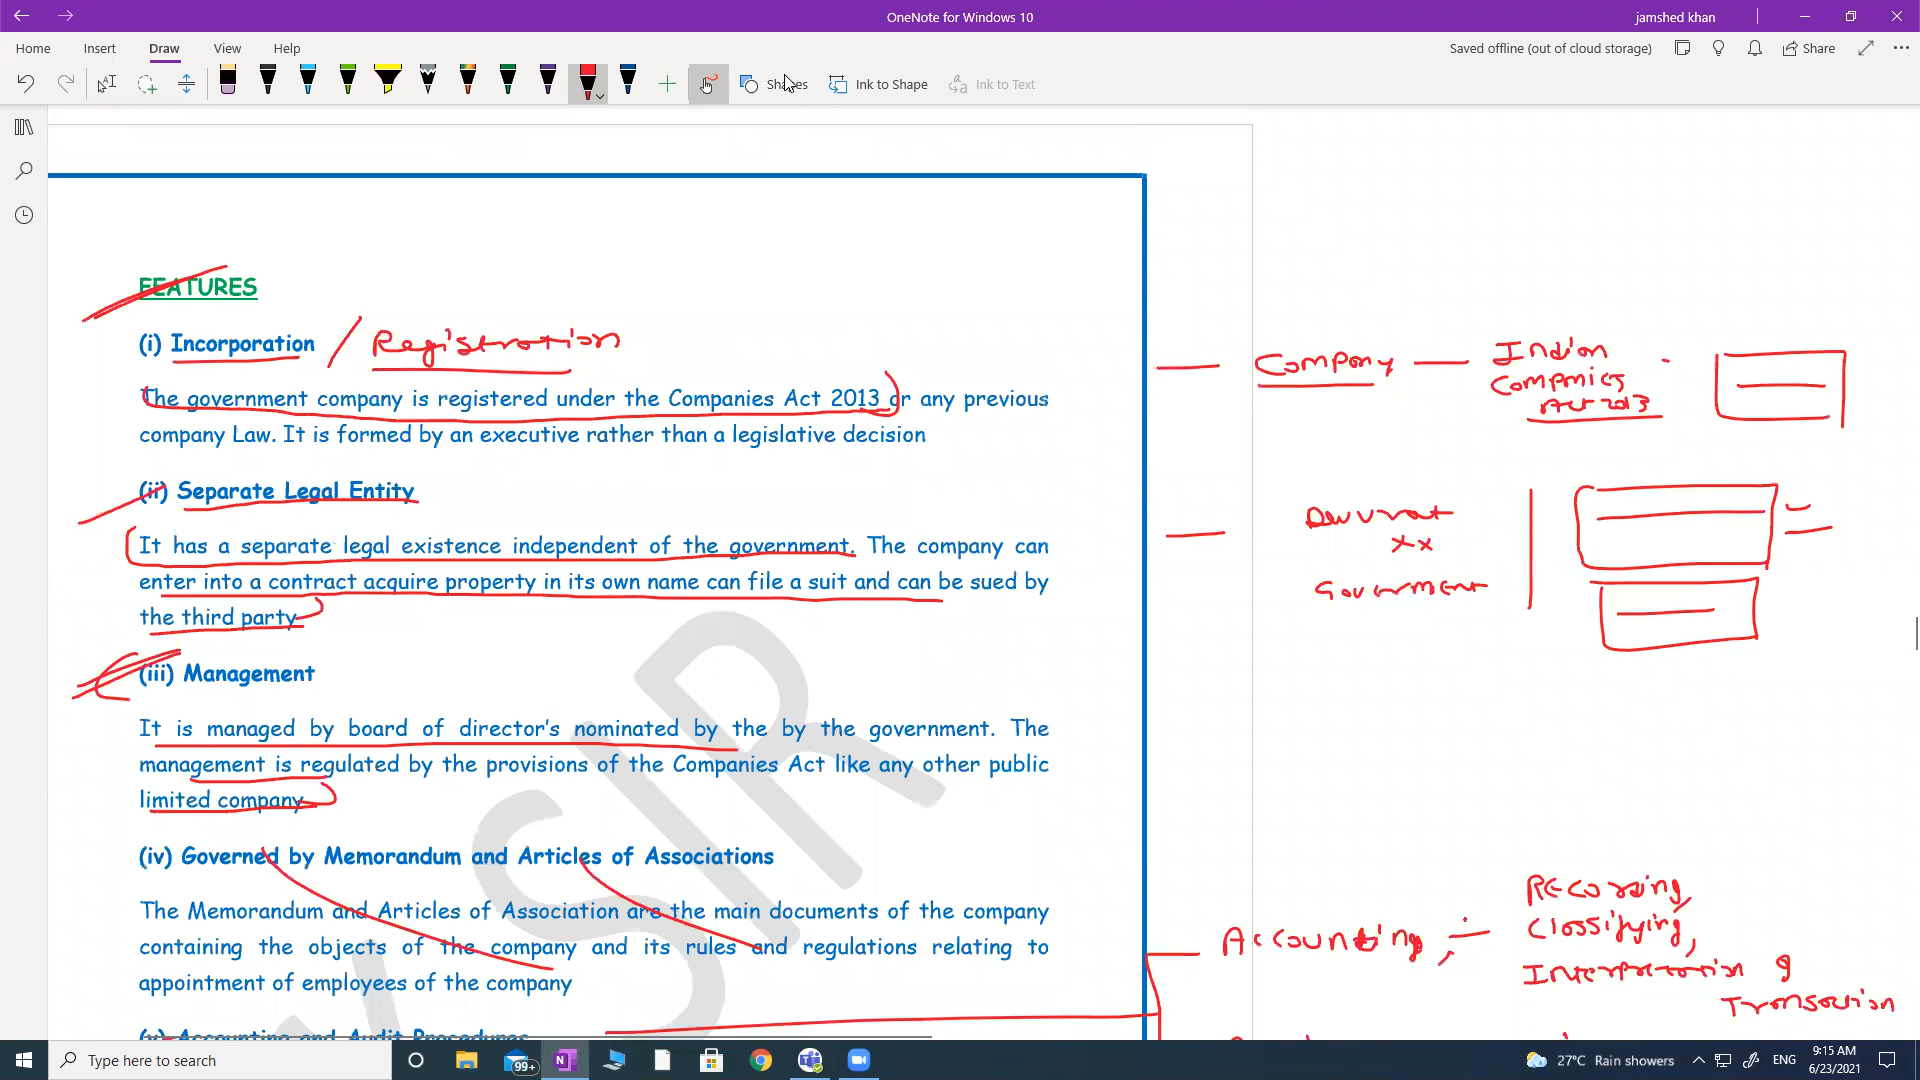 OneNote for Windows 10
jamshed khan
Home Insert Draw View Help
Saved offline (out of cloud storage)
Share
Shapes
Ink to Shape
Ink to Text
FEATURES
(i) Incorporation / Registration
The government company is registered under the Companies Act 2013 or any previous
company Law. It is formed by an executive rather than a legislative decision
(ii) Separate Legal Entity
It has a separate legal existence independent of the government. The company can
enter into a contract acquire property in its own name can file a suit and can be sued by
the third party
(iii) Management
It is managed by board of director's nominated by the by the government. The
management is regulated by the provisions of the Companies Act like any other public
limited company
(iv) Governed by Memorandum and Articles of Associations
The Memorandum and Articles of Association are the main documents of the company
containing the objects of the company and its rules and regulations relating to
appointment of employees of the company
(v) Accounting and Audit Procedures
SIR
Company — Indian
Companies
Act 2013
xx
Government
Accounting, — Recording,
Classifying,
Interpretation &
Transaction
Type here to search
99+
27°C Rain showers
ENG
9:15 AM
6/23/2021